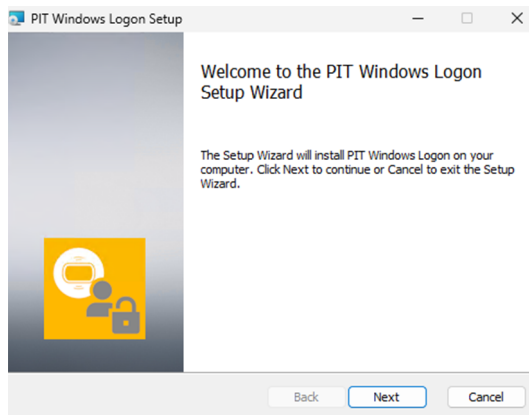 PIT Windows Logon Setup
Welcome to the PIT Windows Logon
Setup Wizard
The Setup Wizard will install PIT Windows Logon on your
computer. Click Next to continue or Cancel to exit the Setup
Wizard.
Back Next Cancel